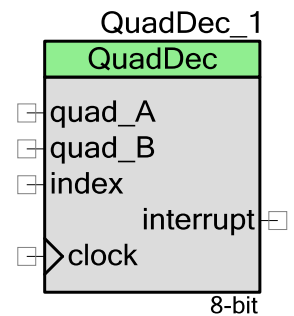 QuadDec_1
QuadDec
quad_A
quad_B
index
interrupt
clock
8-bit